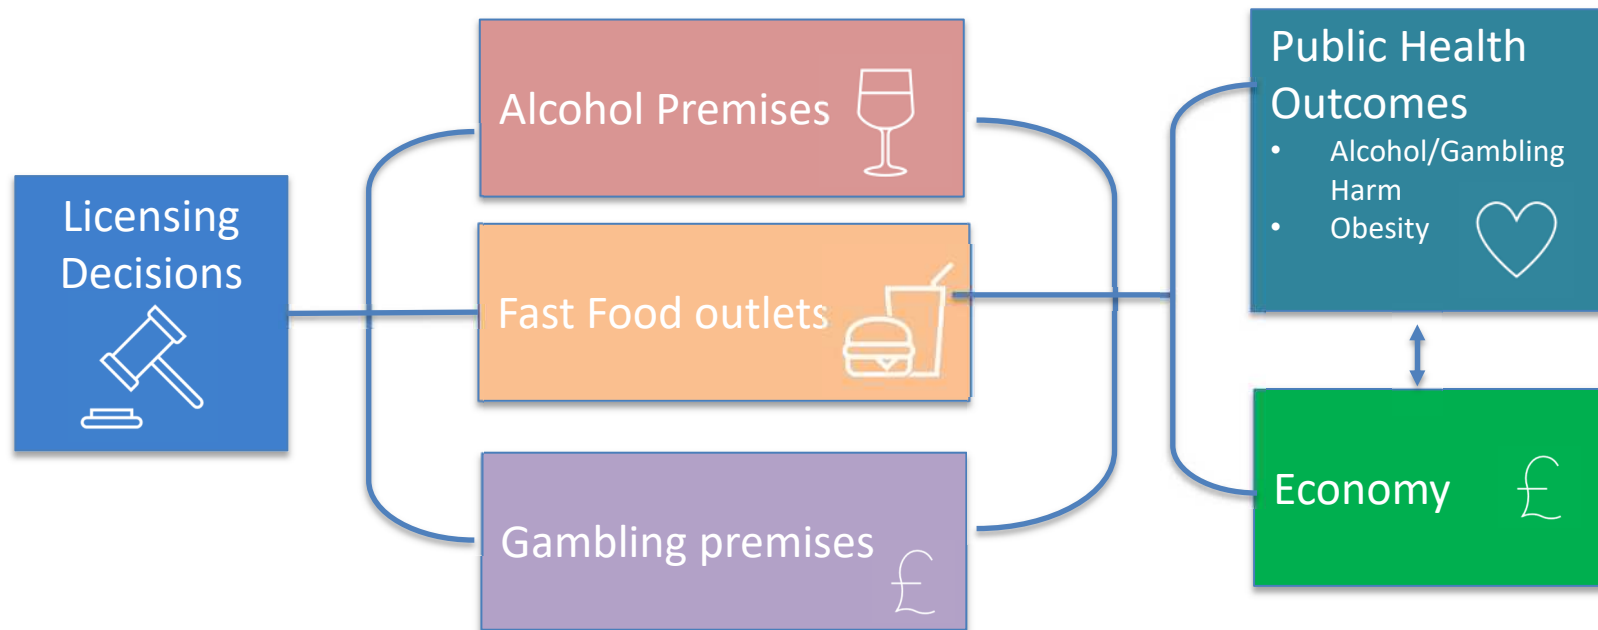 Licensing
Decisions
Alcohol Premises
Fast Food outlets
Gambling premises
£
Public Health
Outcomes
• Alcohol/Gambling
Harm
• Obesity
Economy
£